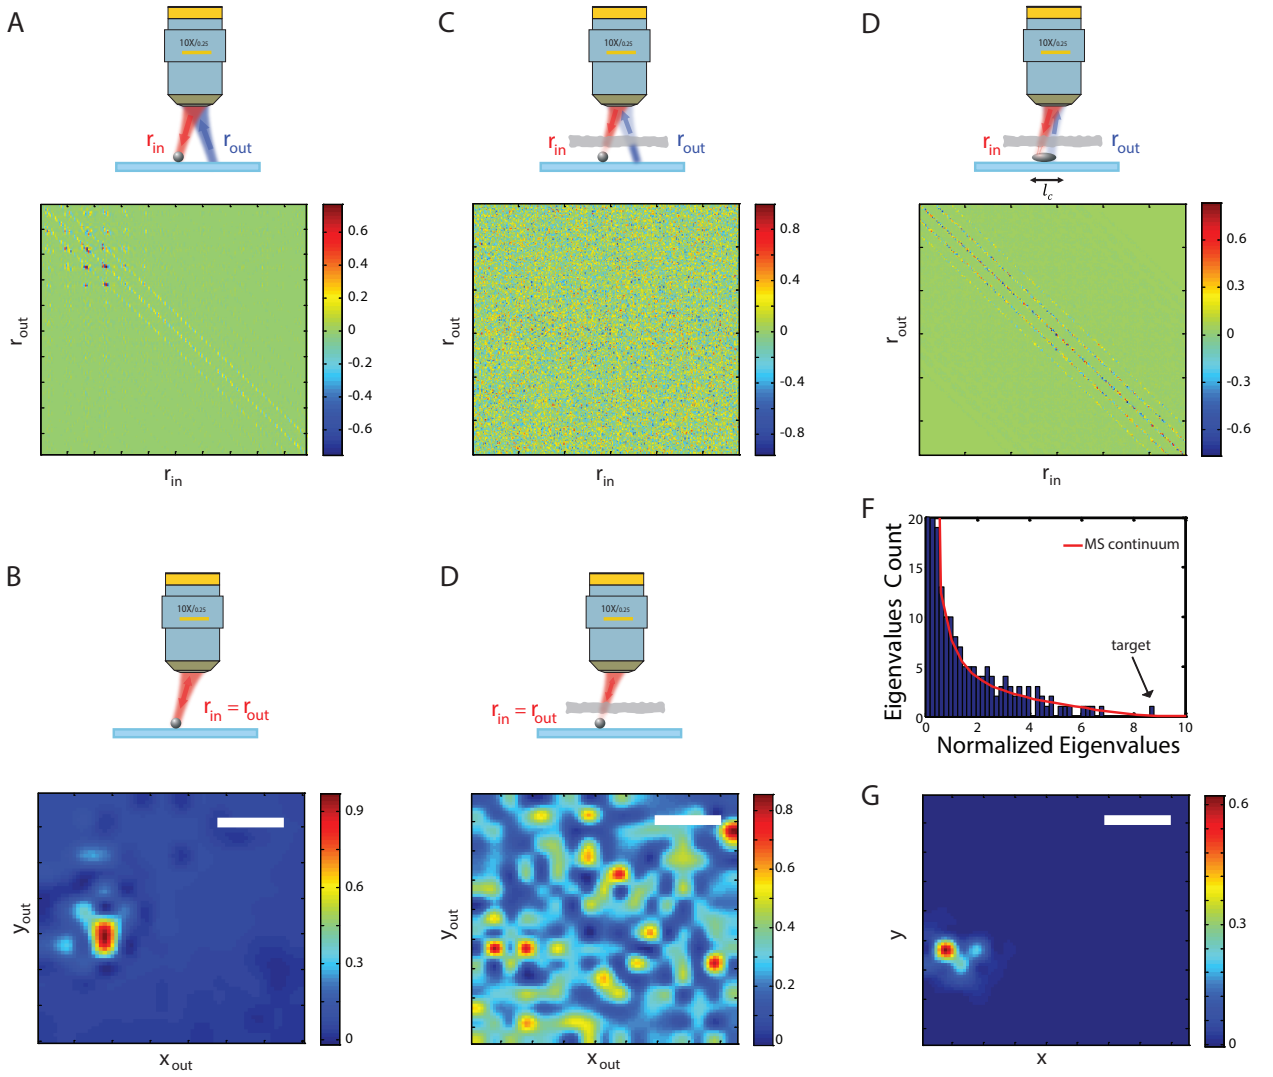 A
10X/0.25
r_in
r_out
0.6
0.4
0.2
0
-0.2
-0.4
-0.6
r_out
r_in
C
10X/0.25
r_in
r_out
0.8
0.4
0
-0.4
-0.8
r_out
r_in
D
10X/0.25
r_in
r_out
l_c
0.6
0.3
0
-0.3
-0.6
r_out
r_in
B
10X/0.25
r_in = r_out
0.9
0.6
0.3
0
y_out
x_out
D
10X/0.25
r_in = r_out
0.8
0.6
0.4
0.2
0
y_out
x_out
F
Eigenvalues Count
20
15
10
5
0
0 2 4 6 8 10
MS continuum
target
Normalized Eigenvalues
G
0.6
0.3
0
y
x